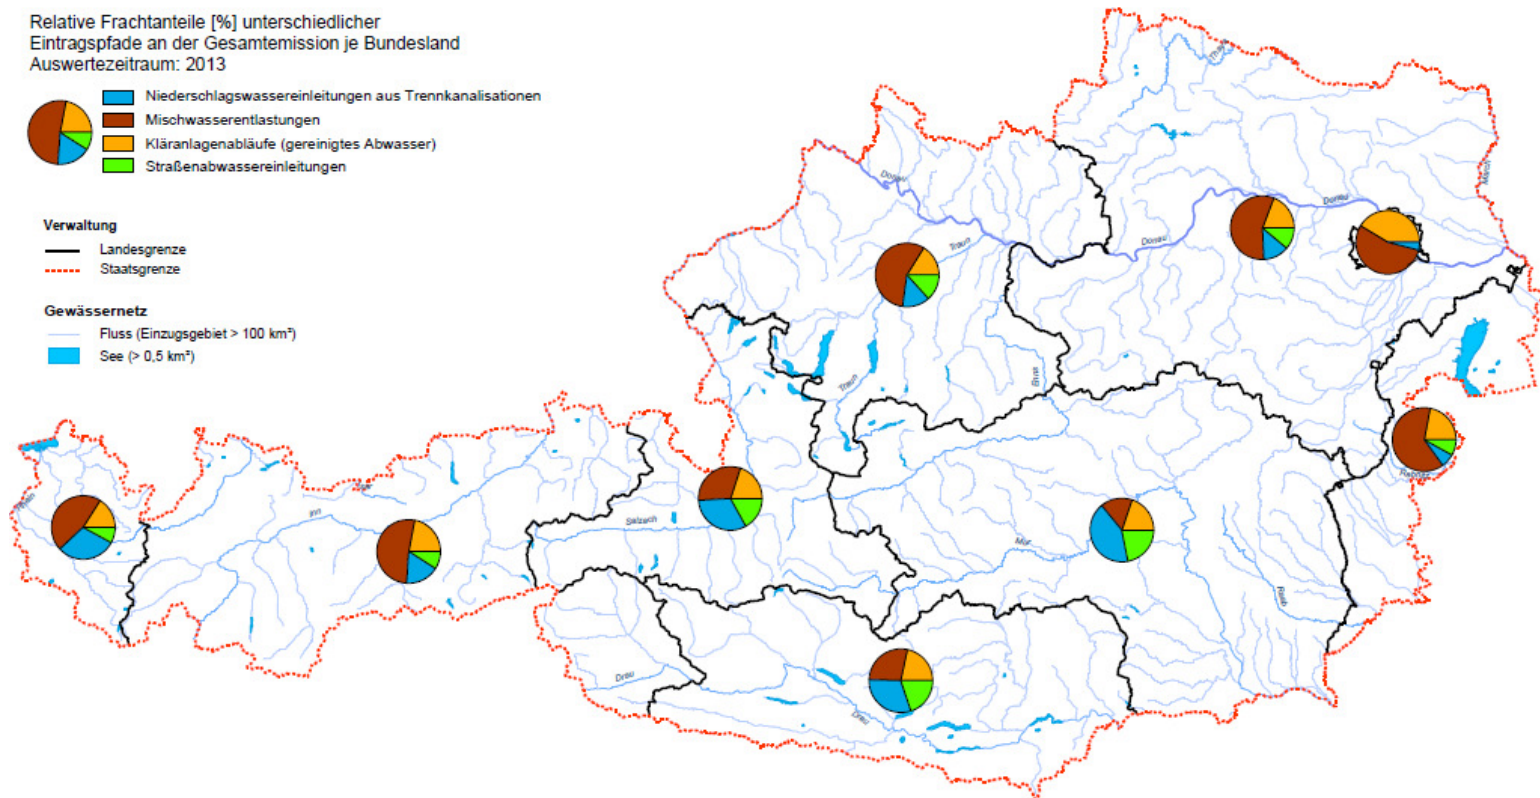 Relative Frachtanteile [%] unterschiedlicher
Eintragspfade an der Gesamtemission je Bundesland
Auswertezeitraum: 2013
Niederschlagswassereinleitungen aus Trennkanalisationen
Mischwasserentlastungen
Kläranlagenabläufe (gereinigtes Abwasser)
Straßenabwassereinleitungen
Verwaltung
Landesgrenze
Staatsgrenze
Gewässernetz
Fluss (Einzugsgebiet > 100 km²)
See (> 0,5 km²)
Thaya
March
Donau
Donau
Donau
Traun
Traun
Enns
Rhein
Inn
Salzach
Mur
Raab
Drau
Drau